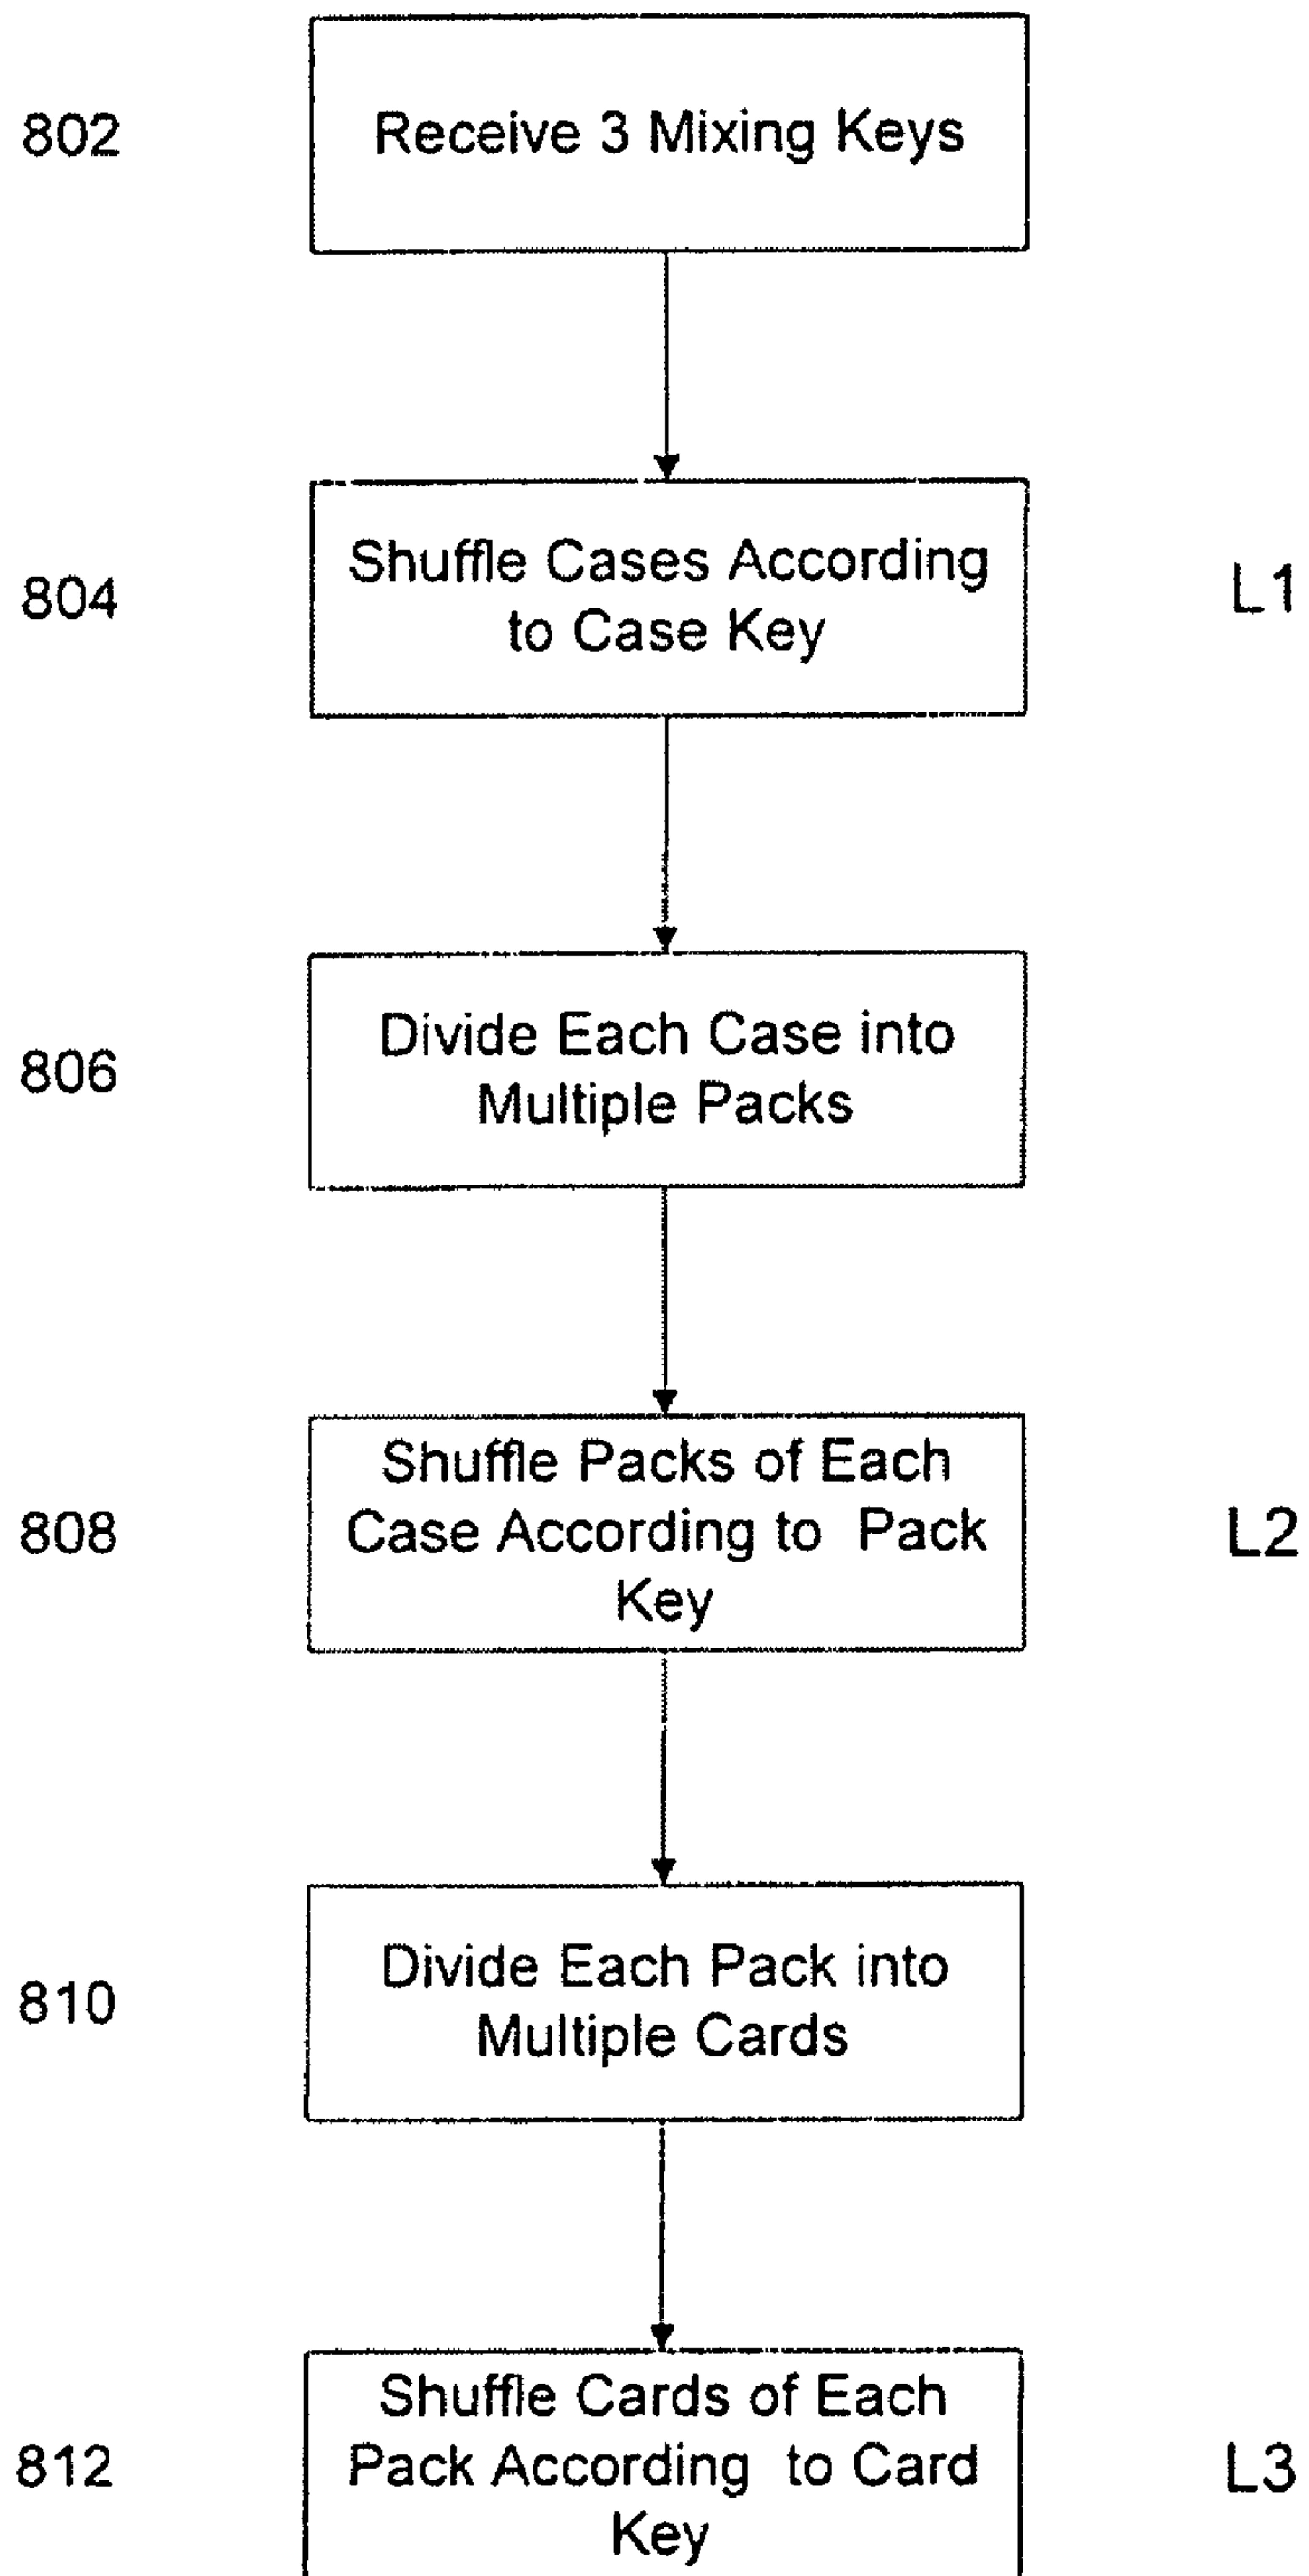 802
Receive 3 Mixing Keys
804
Shuffle Cases According
to Case Key
L1
806
Divide Each Case into
Multiple Packs
808
Shuffle Packs of Each
Case According to Pack
Key
L2
810
Divide Each Pack into
Multiple Cards
812
Shuffle Cards of Each
Pack According to Card
Key
L3